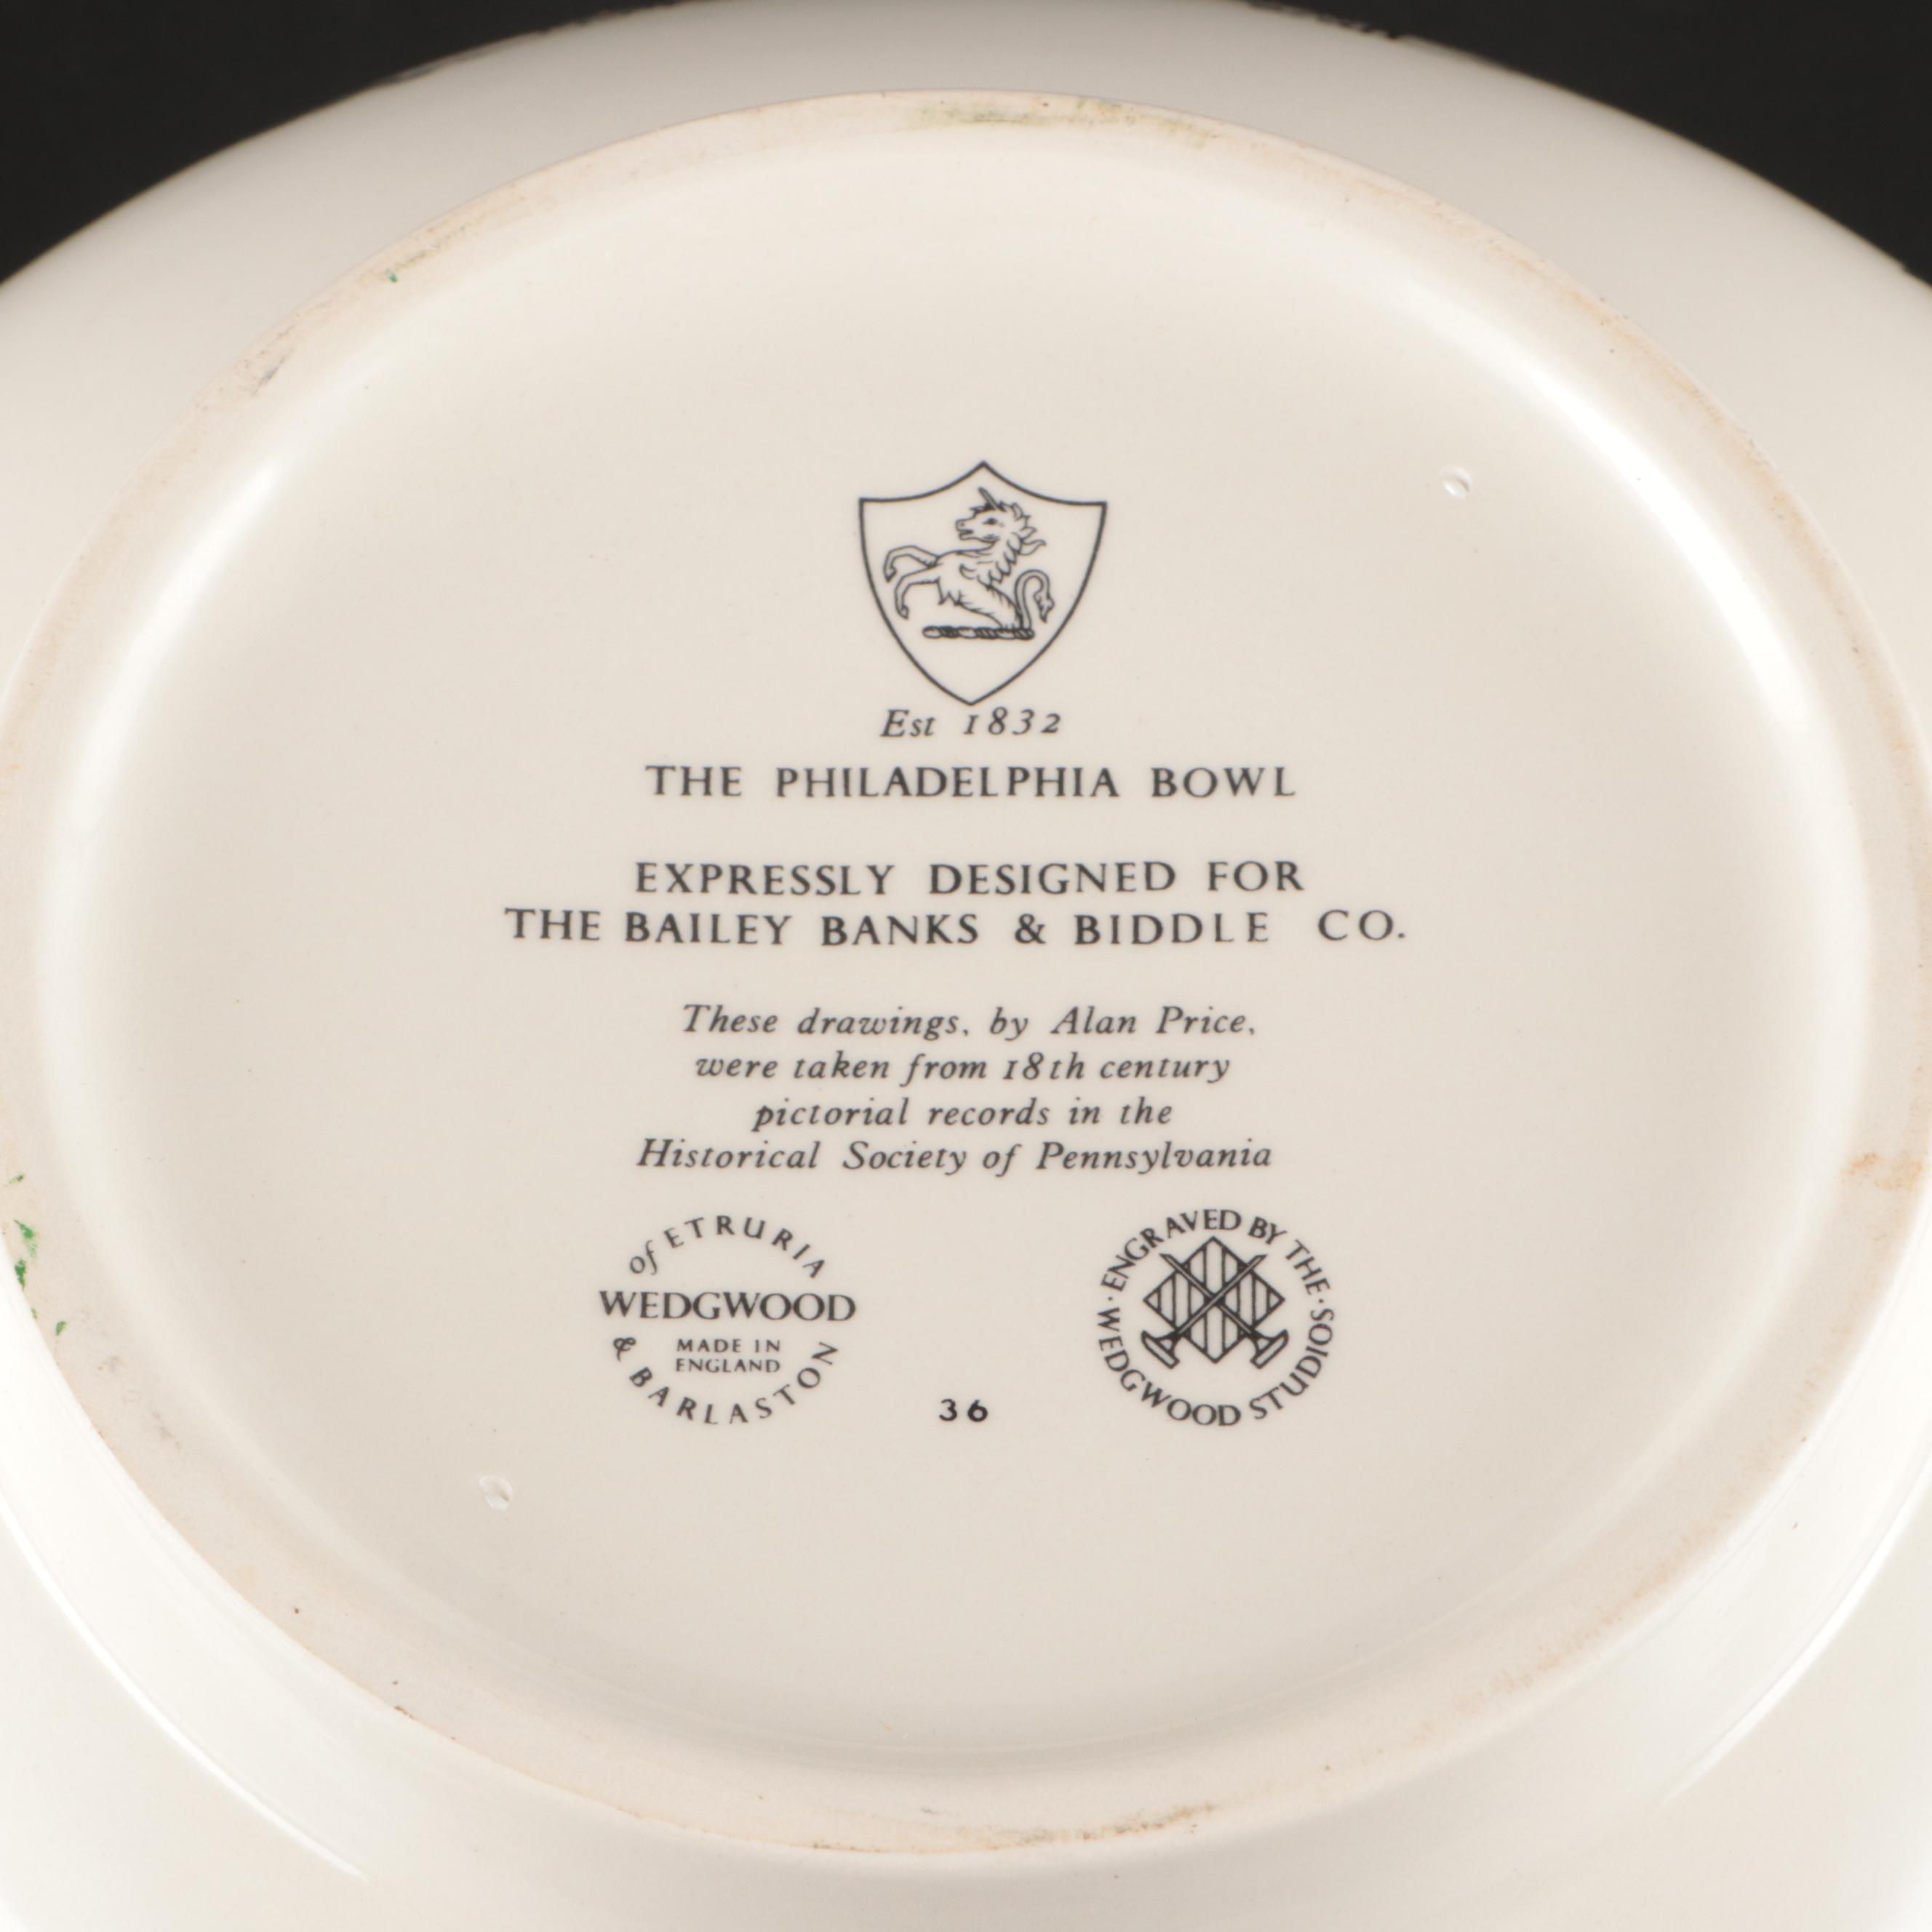 Est 1832
THE PHILADELPHIA BOWL
EXPRESSLY DESIGNED FOR
THE BAILEY BANKS & BIDDLE CO.
These drawings, by Alan Price,
were taken from 18th century
pictorial records in the
Historical Society of Pennsylvania
of ETRURIA
WEDGWOOD
MADE IN
ENGLAND
& BARLASTON
36
ENGRAVED BY THE · WEDGWOOD STUDIOS ·